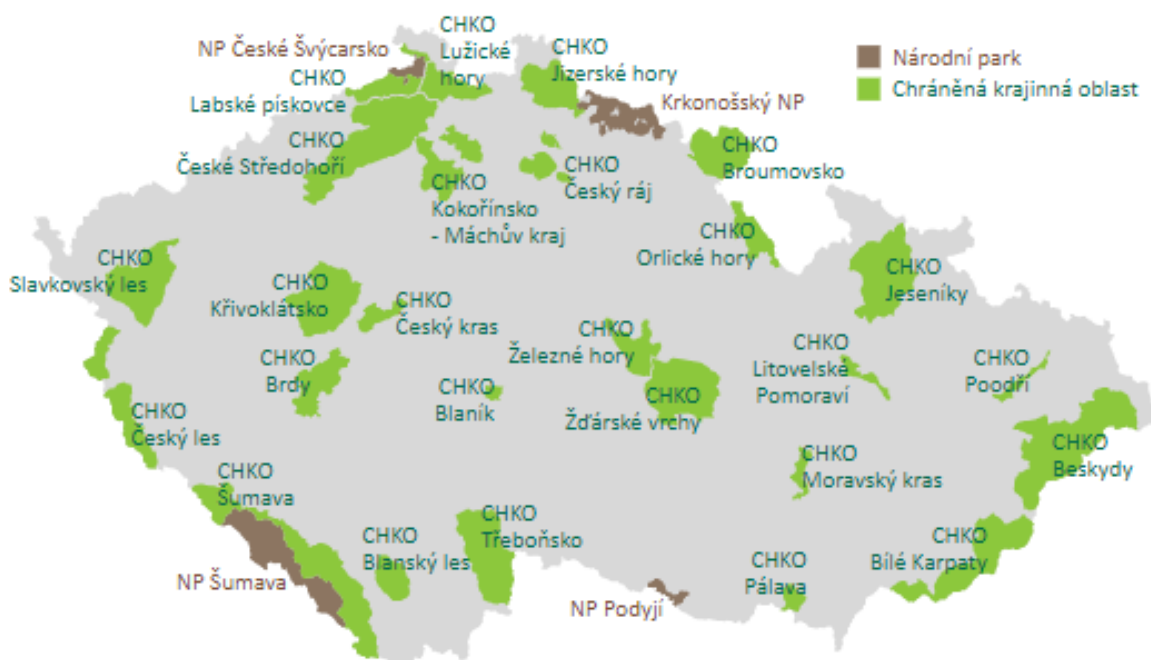 CHKO
Lužické
hory
NP České Švýcarsko
CHKO
Jizerské hory
Národní park
Chráněná krajinná oblast
CHKO
Labské pískovce
Krkonošský NP
CHKO
České Středohoří
CHKO
Broumovsko
CHKO
Český ráj
CHKO
Kokořínsko
- Máchův kraj
CHKO
Orlické hory
CHKO
Slavkovský les
CHKO
Jeseníky
CHKO
Křivoklátsko
CHKO
Český kras
CHKO
Železné hory
CHKO
Litovelské
Pomoraví
CHKO
Poodří
CHKO
Brdy
CHKO
Blaník
CHKO
Žďárské vrchy
CHKO
Český les
CHKO
Moravský kras
CHKO
Beskydy
CHKO
Šumava
CHKO
Třeboňsko
CHKO
Blanský les
CHKO
Bílé Karpaty
CHKO
Pálava
NP Šumava
NP Podyjí